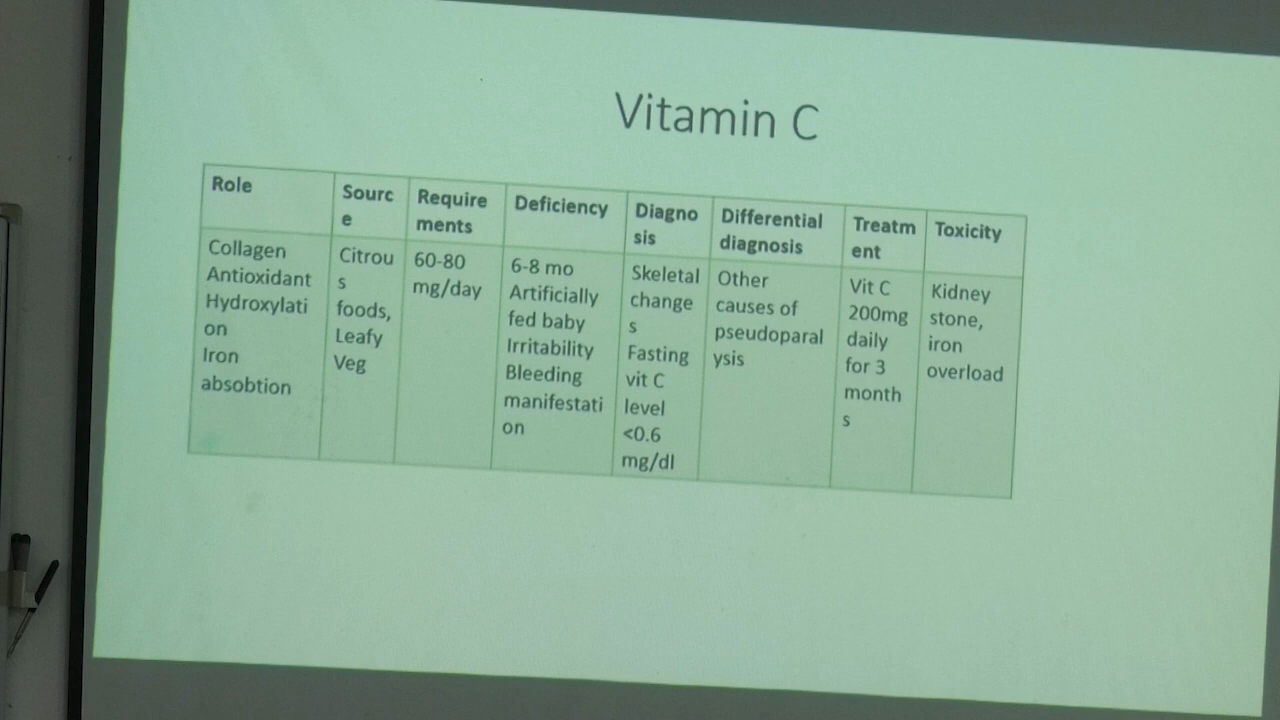 Vitamin C
Role
Sourc
e
Require
ments
Deficiency
Diagno
sis
Differential
diagnosis
Treatm
ent
Toxicity
Collagen
Antioxidant
Hydroxylati
on
Iron
absobtion
Citrou
s
foods,
Leafy
Veg
60-80
mg/day
6-8 mo
Artificially
fed baby
Irritability
Bleeding
manifestati
on
Skeletal
change
s
Fasting
vit C
level
<0.6
mg/dl
Other
causes of
pseudoparal
ysis
Vit C
200mg
daily
for 3
month
s
Kidney
stone,
iron
overload